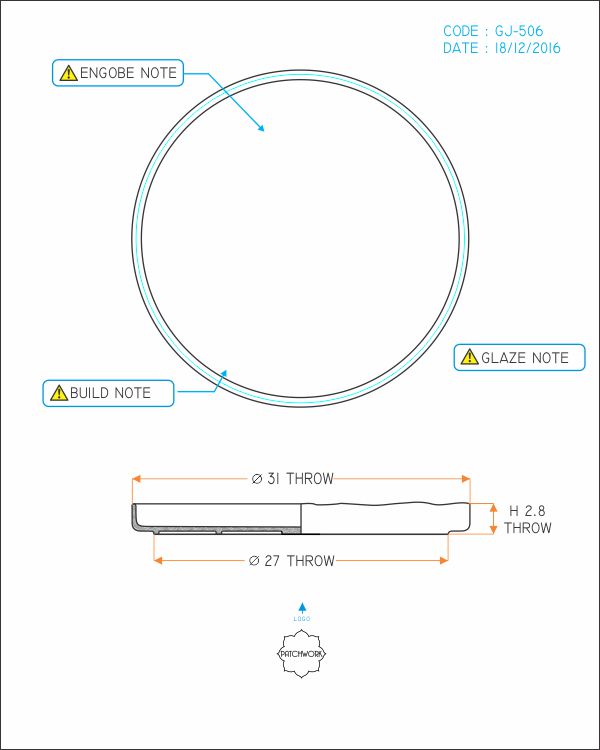 CODE : GJ-506
DATE : 18/12/2016
ENGOBE NOTE
GLAZE NOTE
BUILD NOTE
Ø 31 THROW
H 2.8
THROW
Ø 27 THROW
LOGO
PATCHWORK